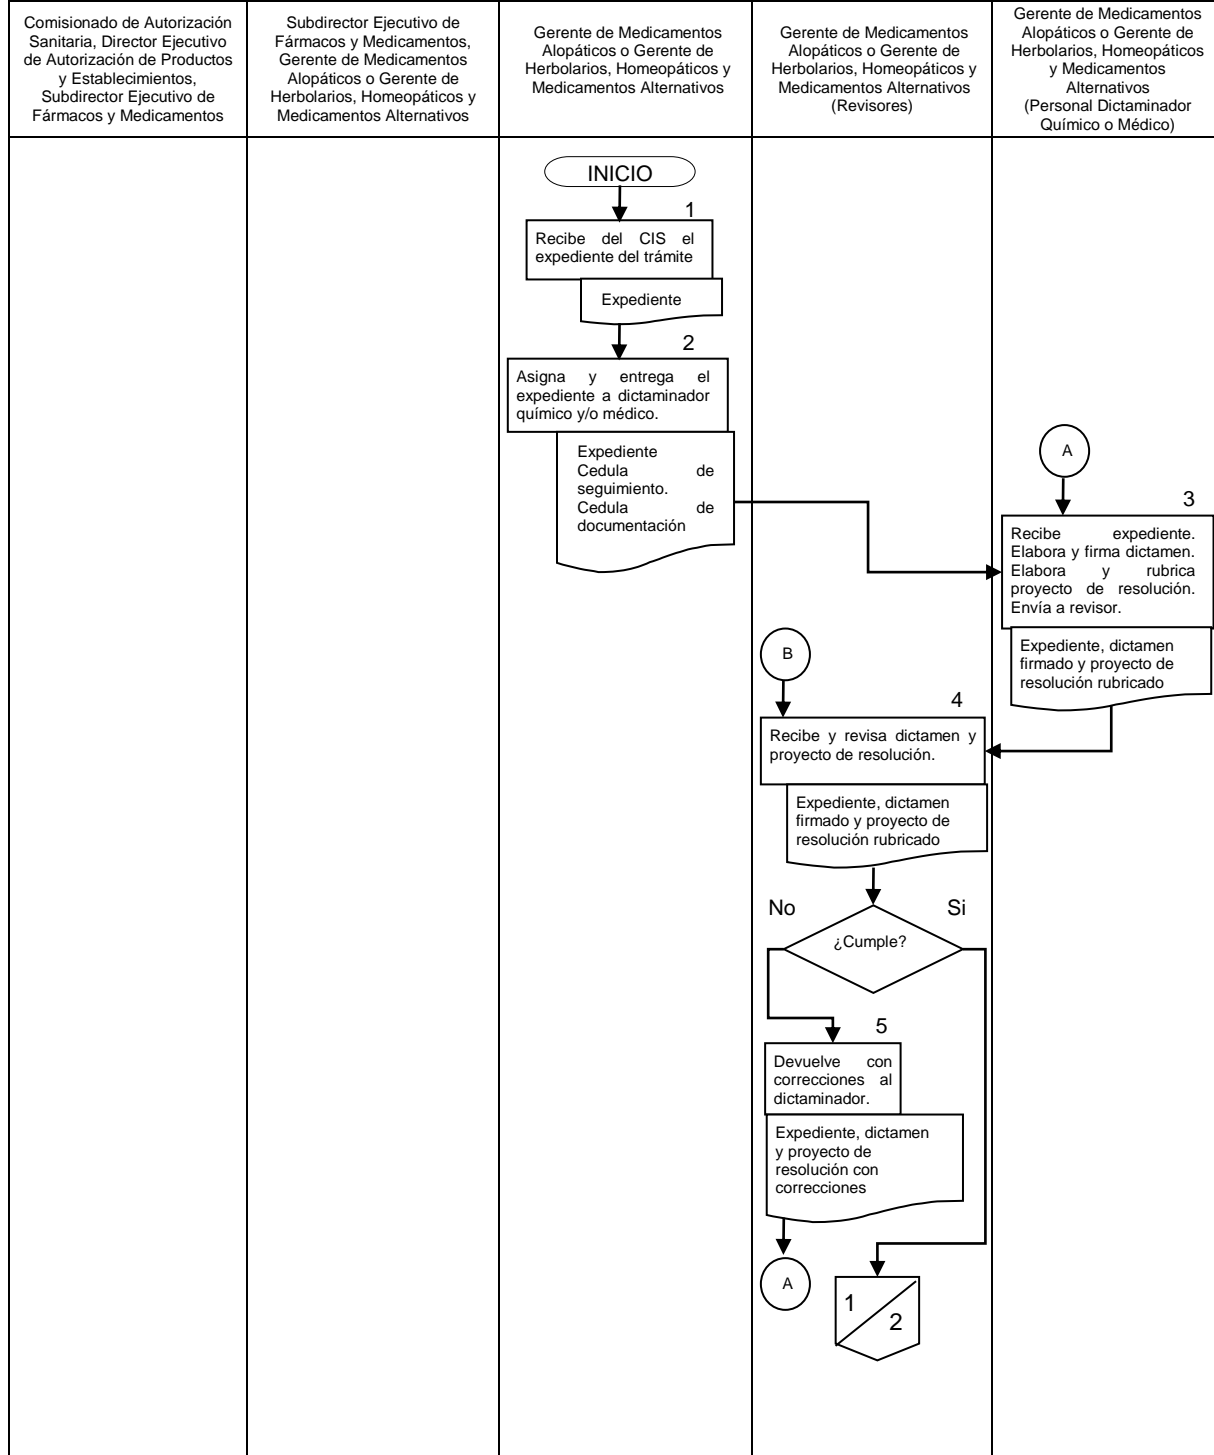 Comisionado de Autorización
Sanitaria, Director Ejecutivo
de Autorización de Productos
y Establecimientos,
Subdirector Ejecutivo de
Fármacos y Medicamentos
Subdirector Ejecutivo de
Fármacos y Medicamentos,
Gerente de Medicamentos
Alopáticos o Gerente de
Herbolarios, Homeopáticos y
Medicamentos Alternativos
Gerente de Medicamentos
Alopáticos o Gerente de
Herbolarios, Homeopáticos y
Medicamentos Alternativos
Gerente de Medicamentos
Alopáticos o Gerente de
Herbolarios, Homeopáticos y
Medicamentos Alternativos
(Revisores)
Gerente de Medicamentos
Alopáticos o Gerente de
Herbolarios, Homeopáticos
y Medicamentos
Alternativos
(Personal Dictaminador
Químico o Médico)
INICIO
1
Recibe del CIS el
expediente del trámite
Expediente
2
Asigna y entrega el
expediente a dictaminador
químico y/o médico.
Expediente
Cedula de
seguimiento.
Cedula de
documentación
A
3
Recibe expediente.
Elabora y firma dictamen.
Elabora y rubrica
proyecto de resolución.
Envía a revisor.
Expediente, dictamen
firmado y proyecto de
resolución rubricado
B
4
Recibe y revisa dictamen y
proyecto de resolución.
Expediente, dictamen
firmado y proyecto de
resolución rubricado
No
Si
¿Cumple?
5
Devuelve con
correcciones al
dictaminador.
Expediente, dictamen
y proyecto de
resolución con
correcciones
A
1
2